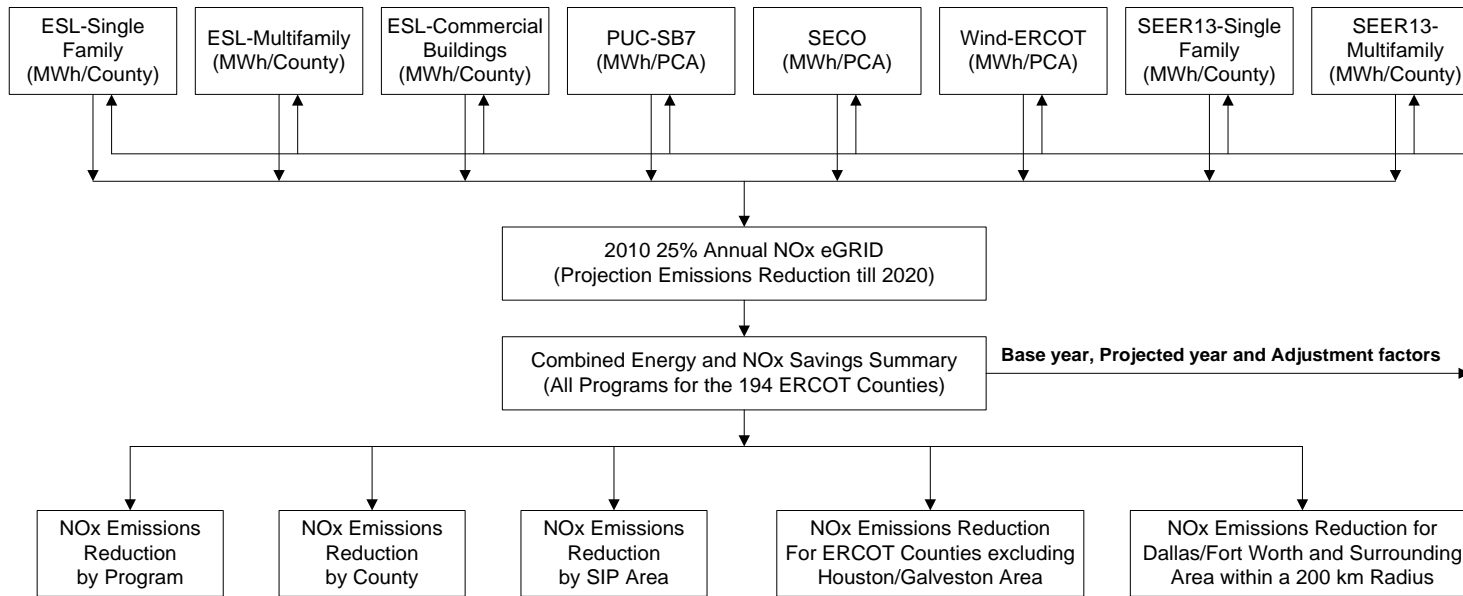 ESL-Single
Family
(MWh/County)
ESL-Multifamily
(MWh/County)
ESL-Commercial
Buildings
(MWh/County)
PUC-SB7
(MWh/PCA)
SECO
(MWh/PCA)
Wind-ERCOT
(MWh/PCA)
SEER13-Single
Family
(MWh/County)
SEER13-
Multifamily
(MWh/County)
2010 25% Annual NOx eGRID
(Projection Emissions Reduction till 2020)
Combined Energy and NOx Savings Summary
(All Programs for the 194 ERCOT Counties)
Base year, Projected year and Adjustment factors
NOx Emissions
Reduction
by Program
NOx Emissions
Reduction
by County
NOx Emissions
Reduction
by SIP Area
NOx Emissions Reduction
For ERCOT Counties excluding
Houston/Galveston Area
NOx Emissions Reduction for
Dallas/Fort Worth and Surrounding
Area within a 200 km Radius